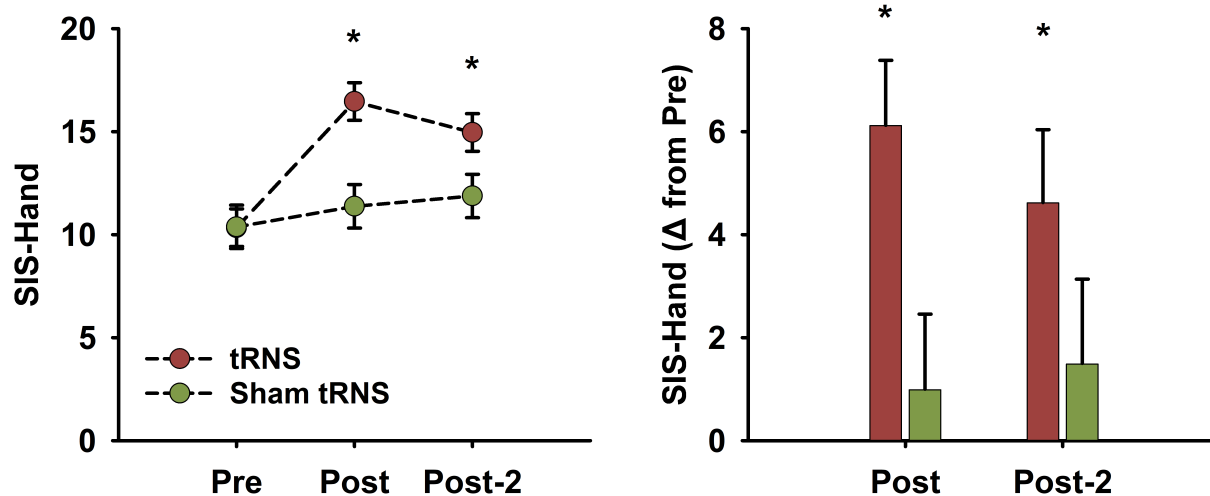 20
15
10
5
0
SIS-Hand
*
*
tRNS
Sham tRNS
Pre
Post
Post-2
8
6
4
2
0
SIS-Hand (Δ from Pre)
*
*
Post
Post-2